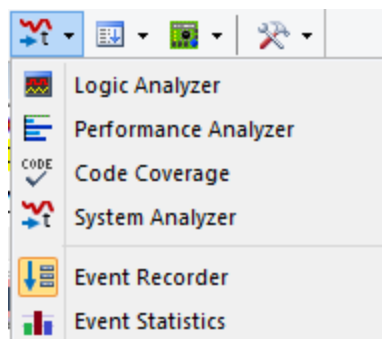 Logic Analyzer
Performance Analyzer
CODE
Code Coverage
System Analyzer
Event Recorder
Event Statistics